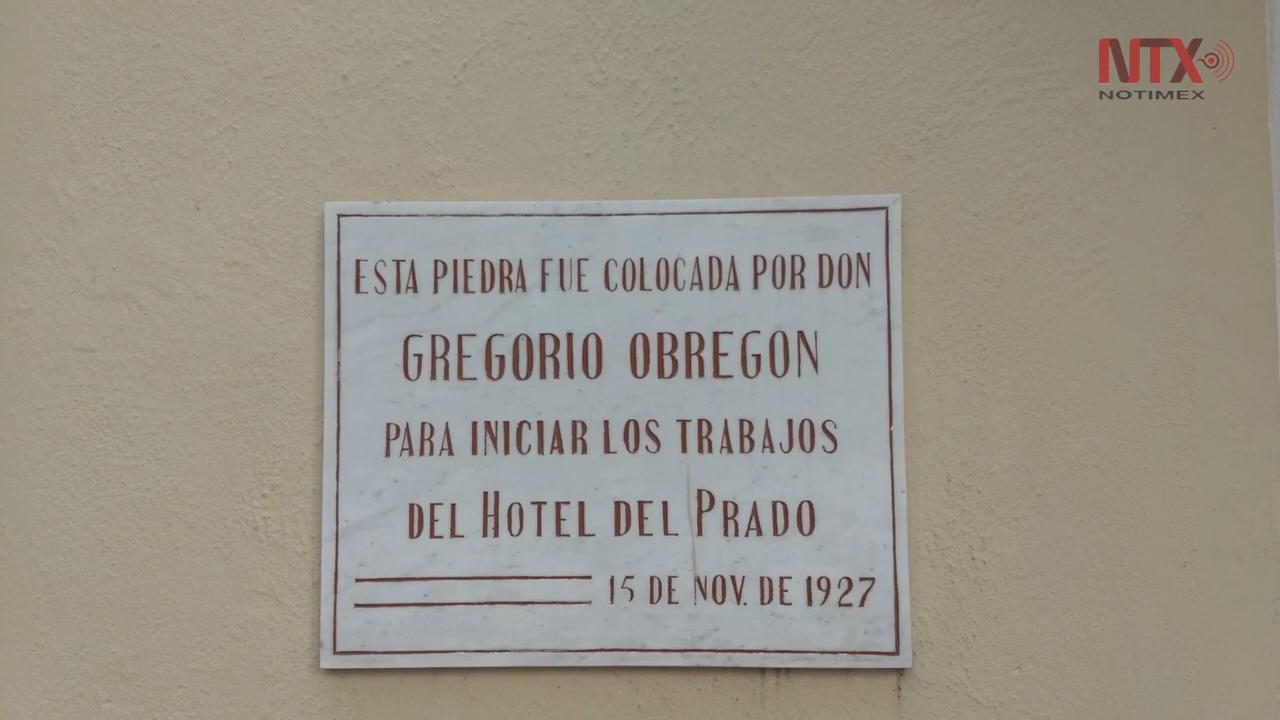 NTX
NOTIMEX
ESTA PIEDRA FUE COLOCADA POR DON
GREGORIO OBREGON
PARA INICIAR LOS TRABAJOS
DEL HOTEL DEL PRADO
15 DE NOV. DE 1927